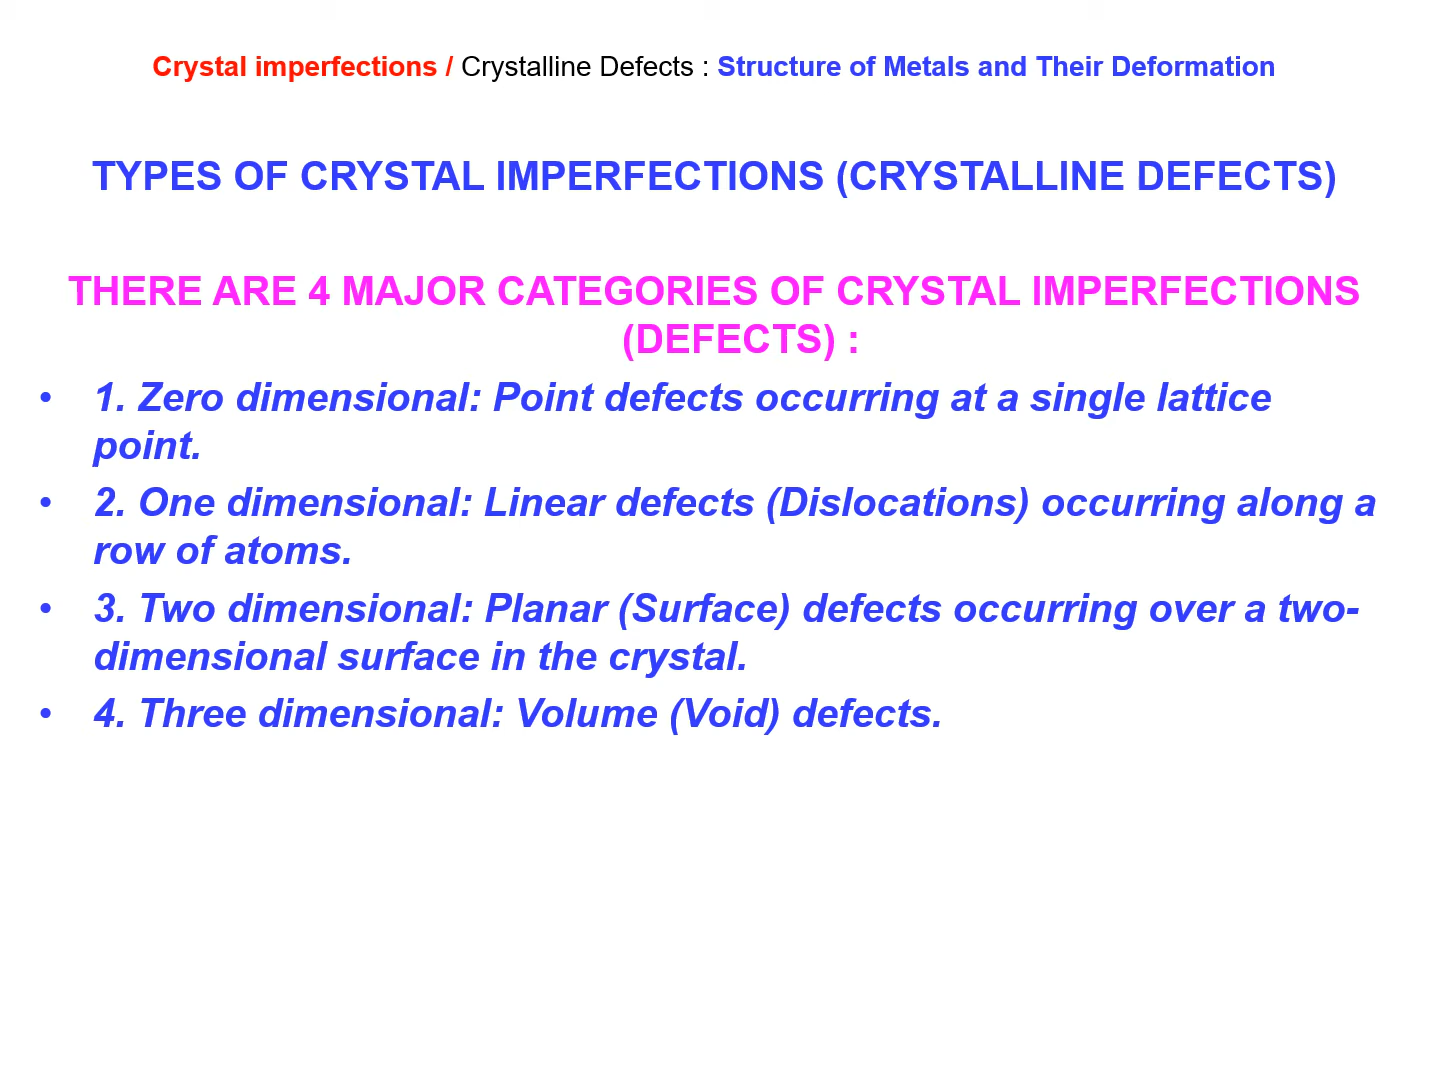 Crystal imperfections / Crystalline Defects : Structure of Metals and Their Deformation
TYPES OF CRYSTAL IMPERFECTIONS (CRYSTALLINE DEFECTS)
THERE ARE 4 MAJOR CATEGORIES OF CRYSTAL IMPERFECTIONS
(DEFECTS) :
• 1. Zero dimensional: Point defects occurring at a single lattice
point.
• 2. One dimensional: Linear defects (Dislocations) occurring along a
row of atoms.
• 3. Two dimensional: Planar (Surface) defects occurring over a two-
dimensional surface in the crystal.
• 4. Three dimensional: Volume (Void) defects.